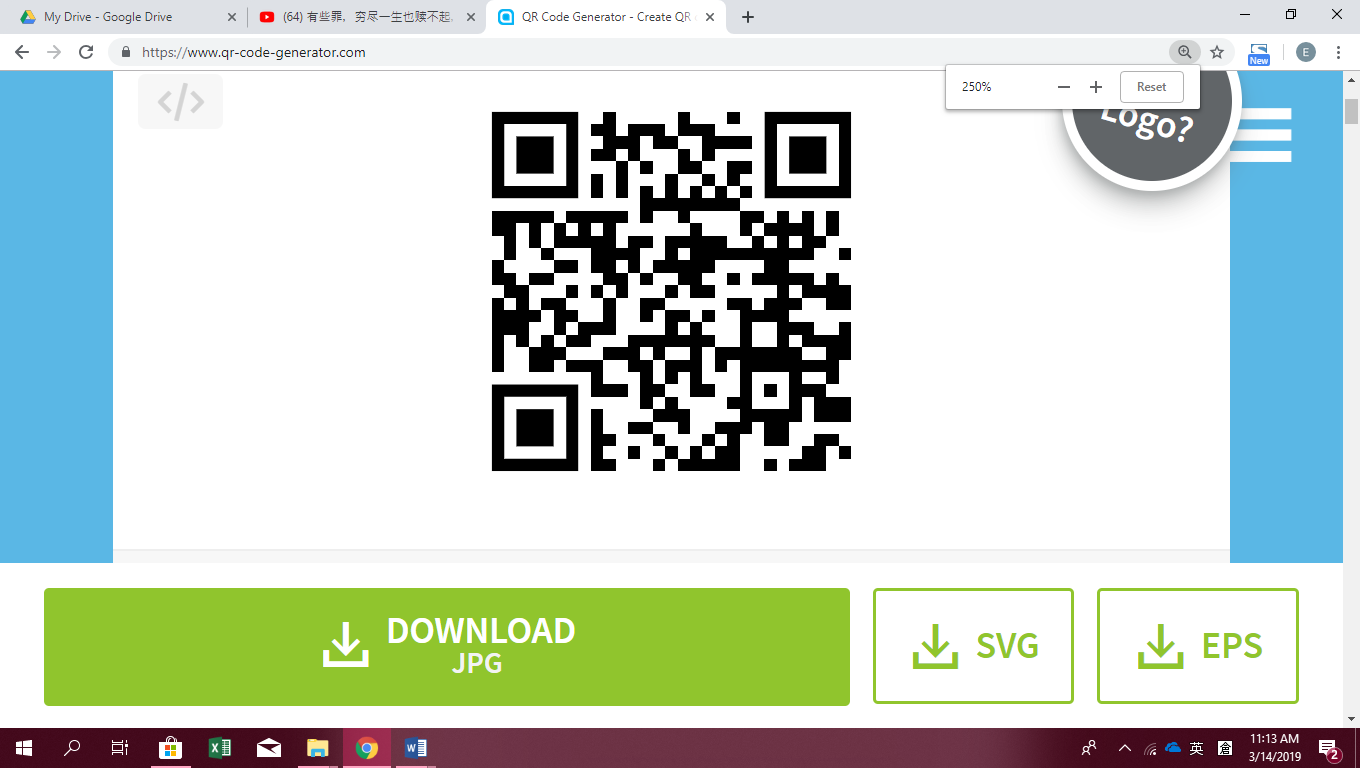 My Drive - Google Drive
(64) 有些罪，穷尽一生也赎不起.
QR Code Generator - Create QR
https://www.qr-code-generator.com
New
E
250%
Reset
Logo?
DOWNLOAD
JPG
SVG
EPS
英
倉
11:13 AM
3/14/2019
2